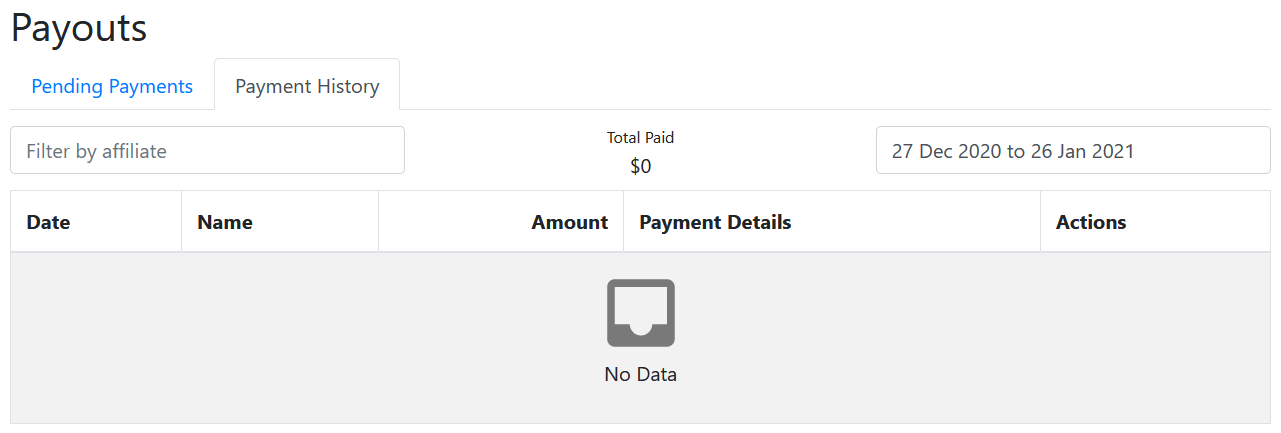 Payouts
Pending Payments Payment History
Filter by affiliate
Total Paid
$0
27 Dec 2020 to 26 Jan 2021
Date Name Amount Payment Details Actions
No Data